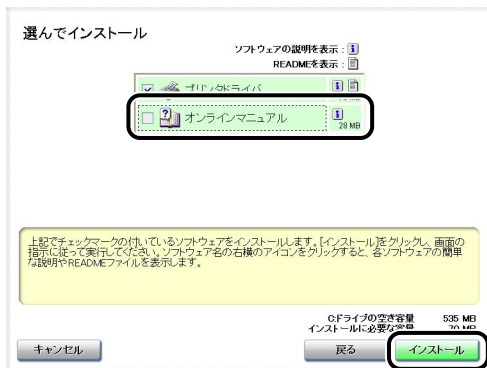 選んでインストール
ソフトウェアの説明を表示 :
READMEを表示 :
プリンタドライバ
オンラインマニュアル
28 MB
上記でチェックマークの付いているソフトウェアをインストールします。[インストール]をクリックし、画面の
指示に従って実行してください。ソフトウェア名の右横のアイコンをクリックすると、各ソフトウェアの簡単
な説明やREADMEファイルを表示します。
C:ドライブの空き容量 535 MB
インストールに必要な容量 70 MB
キャンセル
戻る
インストール